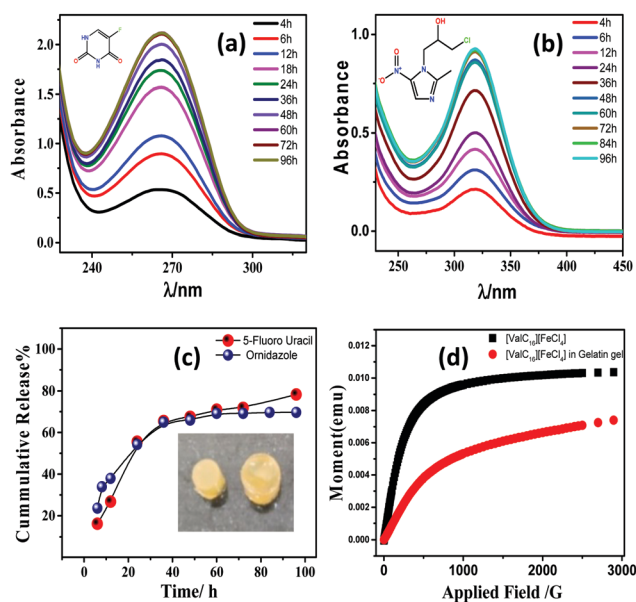 (a)
F
O
NH
HN
O
4h
6h
12h
18h
24h
36h
48h
60h
72h
96h
2.0
1.5
1.0
0.5
0.0
Absorbance
240
270
300
λ/nm
(b)
OH
Cl
O
N⁺
⁻O
N
N
4h
6h
12h
24h
36h
48h
60h
72h
84h
96h
1.0
0.5
0.0
Absorbance
250
300
350
400
450
λ/nm
(c)
5-Fluoro Uracil
Ornidazole
100
80
60
40
20
0
Cummulative Release%
0
20
40
60
80
100
Time/ h
(d)
[ValC₁₆][FeCl₄]
[ValC₁₆][FeCl₄] in Gelatin gel
0.012
0.010
0.008
0.006
0.004
0.002
0.000
Moment(emu)
0
1000
2000
3000
Applied Field /G